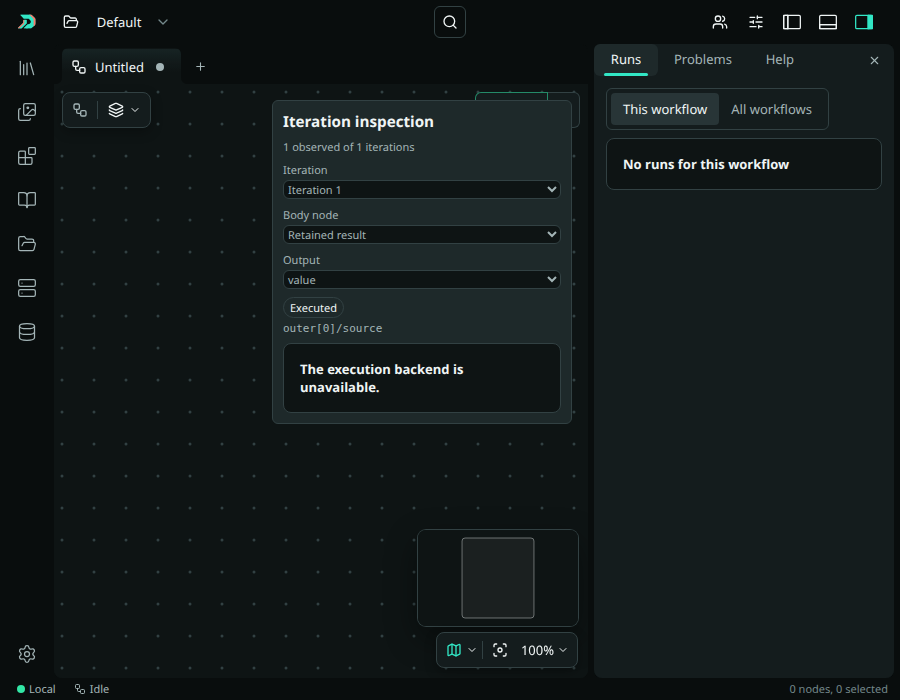 Default
Untitled
Iteration inspection
1 observed of 1 iterations
Iteration
Iteration 1
Body node
Retained result
Output
value
Executed
outer[0]/source
The execution backend is
unavailable.
100%
Runs Problems Help
This workflow All workflows
No runs for this workflow
Local Idle 0 nodes, 0 selected